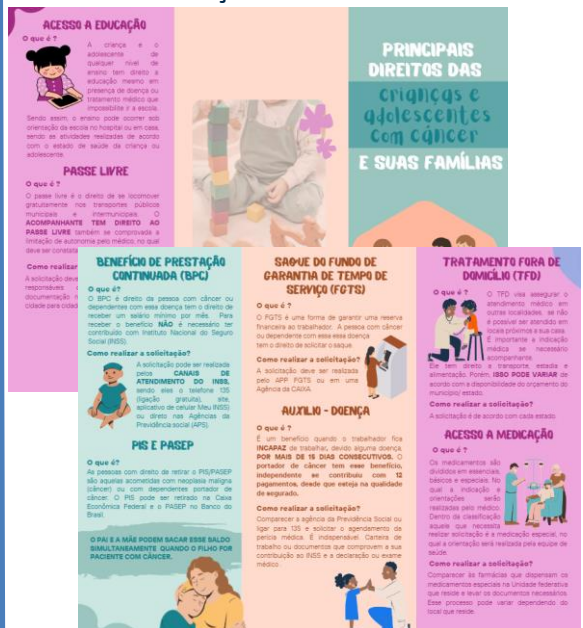 ACESSO A EDUCAÇÃO
O que é ?
A criança e o
adolescente de
qualquer nível de
ensino tem direito a
educação mesmo em
presença de doença ou
tratamento médico que
impossibilite ir a escola.
Sendo assim, o ensino pode ocorrer sob
orientação da escola no hospital ou em casa,
sendo as atividades realizadas de acordo
com o estado de saúde da criança ou
adolescente.
PASSE LIVRE
O que é ?
O passe livre é o direito de se locomover
gratuitamente nos transportes públicos
municipais e intermunicipais. O
ACOMPANHANTE TEM DIREITO AO
PASSE LIVRE também se comprovada a
limitação de autonomia pelo médico, no qual
deve ser
Como realizar
A solicitação deve
responsáveis
documentação
cidade para
PRINCIPAIS
DIREITOS DAS
crianças e
adolescentes
com câncer
E SUAS FAMÍLIAS
BENEFÍCIO DE PRESTAÇÃO
CONTINUADA (BPC)
O que é?
O BPC é direito da pessoa com câncer ou
dependentes com essa doença tem o direito de
receber um salário mínimo por mês. Para
receber o benefício NÃO é necessário ter
contribuído com Instituto Nacional do Seguro
Social (INSS).
Como realizar a solicitação?
A solicitação pode ser realizada
pelos CANAIS DE
ATENDIMENTO DO INSS,
sendo eles o telefone 135
(ligação gratuita), site,
aplicativo de celular Meu INSS)
ou direto nas Agências da
Previdência social (APS).
PIS E PASEP
O que é?
As pessoas com direito de retirar o PIS/PASEP
são aquelas acometidas com neoplasia maligna
(câncer) ou com dependentes portador de
câncer. O PIS pode ser retirado na Caixa
Econômica Federal e o PASEP no Banco do
Brasil.
O PAI E A MÃE PODEM SACAR ESSE SALDO
SIMULTANEAMENTE QUANDO O FILHO FOR
PACIENTE COM CÂNCER.
SAQUE DO FUNDO DE
GARANTIA DE TEMPO DE
SERVIÇO (FGTS)
O que é ?
O FGTS é uma forma de garantir uma reserva
financeira ao trabalhador. A pessoa com câncer
ou dependente com esse essa doença
tem o direito de solicitar o saque.
Como realizar a solicitação?
A solicitação deve ser realizada
pelo APP FGTS ou em uma
Agência da CAIXA.
AUXILIO - DOENÇA
O que é ?
É um benefício quando o trabalhador fica
INCAPAZ de trabalhar, devido alguma doença,
POR MAIS DE 15 DIAS CONSECUTIVOS. O
portador de câncer tem esse benefício,
independente se contribuiu com 12
pagamentos, desde que esteja na qualidade
de segurado.
Como realizar a solicitação?
Comparecer a agência da Previdência Social ou
ligar para 135 e solicitar o agendamento da
perícia médica. É indispensável: Carteira de
trabalho ou documentos que comprovem a sua
contribuição ao INSS e a declaração ou exame
médico.
TRATAMENTO FORA DE
DOMICÍLIO (TFD)
O que é ?
O TFD visa assegurar o
atendimento médico em
outras localidades, se não
é possível ser atendido em
locais próximos a sua casa.
É importante a indicação
médica se necessário
acompanhante.
Ele tem direito a transporte, estadia e
alimentação. Porém, ISSO PODE VARIAR de
acordo com a disponibilidade do orçamento do
município/ estado.
Como realizar a solicitação?
A solicitação é de acordo com cada estado.
ACESSO A MEDICAÇÃO
O que é ?
Os medicamentos são
divididos em essenciais,
básicos e especiais. No
qual a indicação e
orientações serão
realizadas pelo médico.
Dentro da classificação
aquele que necessita
realizar solicitação é a medicação especial, no
qual a orientação será realizada pela equipe de
saúde.
Como realizar a solicitação?
Comparecer às farmácias que dispensam os
medicamentos especiais na Unidade federativa
que reside e levar os documentos necessários.
Esse processo pode variar dependendo do
local que reside.